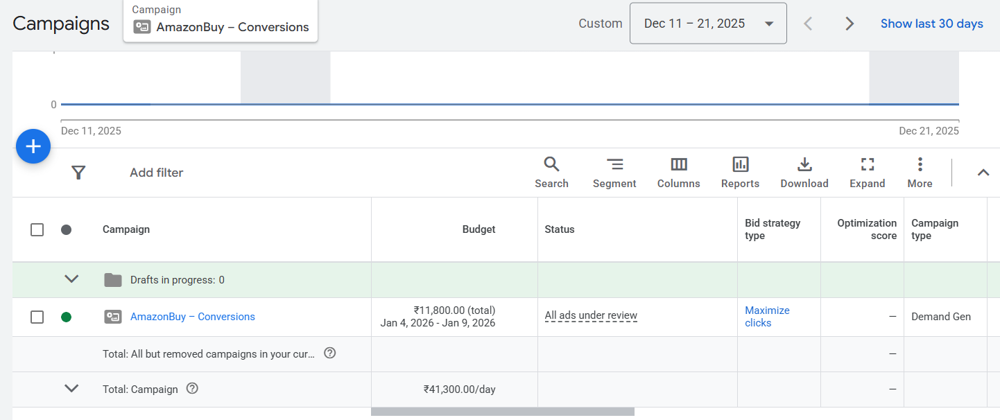 Campaigns
Campaign
AmazonBuy – Conversions
Custom
Dec 11 – 21, 2025
Show last 30 days
0
Dec 11, 2025
Dec 21, 2025
Add filter
Search
Segment
Columns
Reports
Download
Expand
More
Campaign
Budget
Status
Bid strategy
type
Optimization
score
Campaign
type
Drafts in progress: 0
AmazonBuy – Conversions
₹11,800.00 (total)
Jan 4, 2026 - Jan 9, 2026
All ads under review
Maximize
clicks
—
Demand Gen
Total: All but removed campaigns in your cur...
—
Total: Campaign
₹41,300.00/day
—